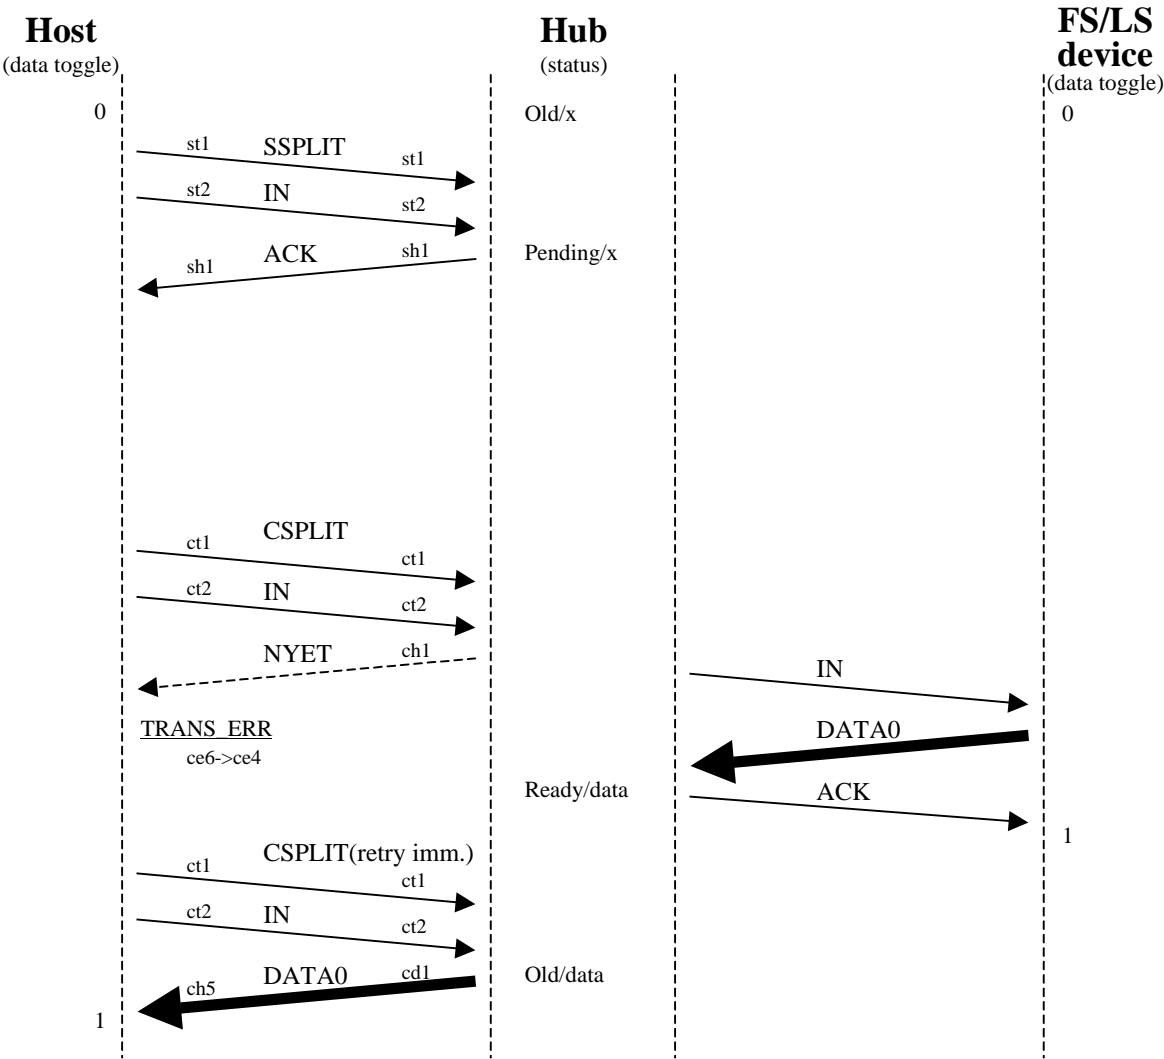 Host
(data toggle)
Hub
(status)
FS/LS
device
(data toggle)
0
Old/x
0
st1
SSPLIT
st1
st2
IN
st2
sh1
ACK
sh1
Pending/x
ct1
CSPLIT
ct1
ct2
IN
ct2
NYET
ch1
IN
TRANS_ERR
ce6->ce4
DATA0
Ready/data
ACK
1
ct1
CSPLIT(retry imm.)
ct1
ct2
IN
ct2
ch5
DATA0
cd1
Old/data
1